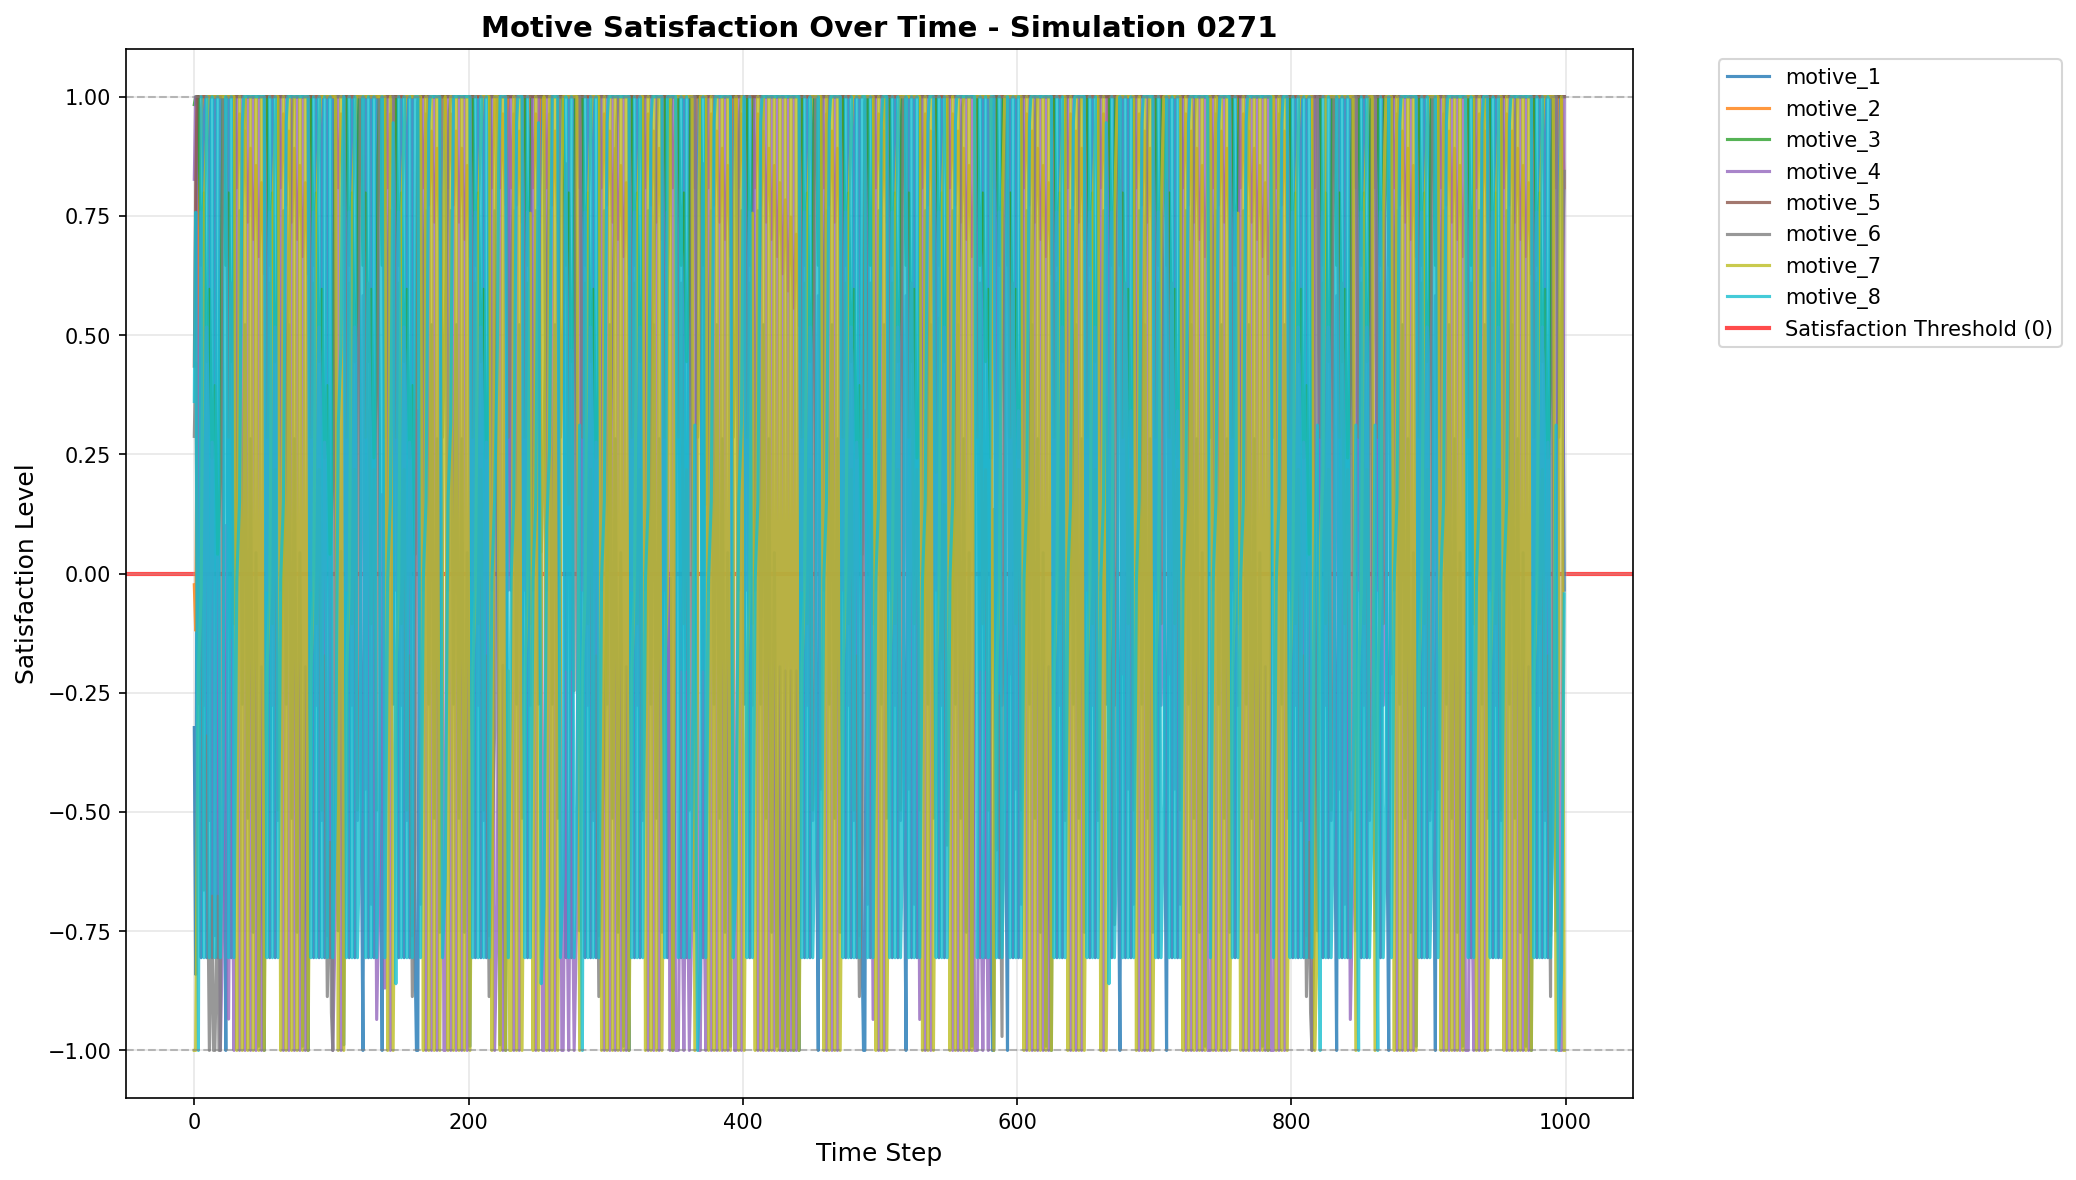 Motive Satisfaction Over Time - Simulation 0271
1.00
0.75
0.50
0.25
0.00
−0.25
−0.50
−0.75
−1.00
Satisfaction Level
0
200
400
600
800
1000
Time Step
motive_1
motive_2
motive_3
motive_4
motive_5
motive_6
motive_7
motive_8
Satisfaction Threshold (0)